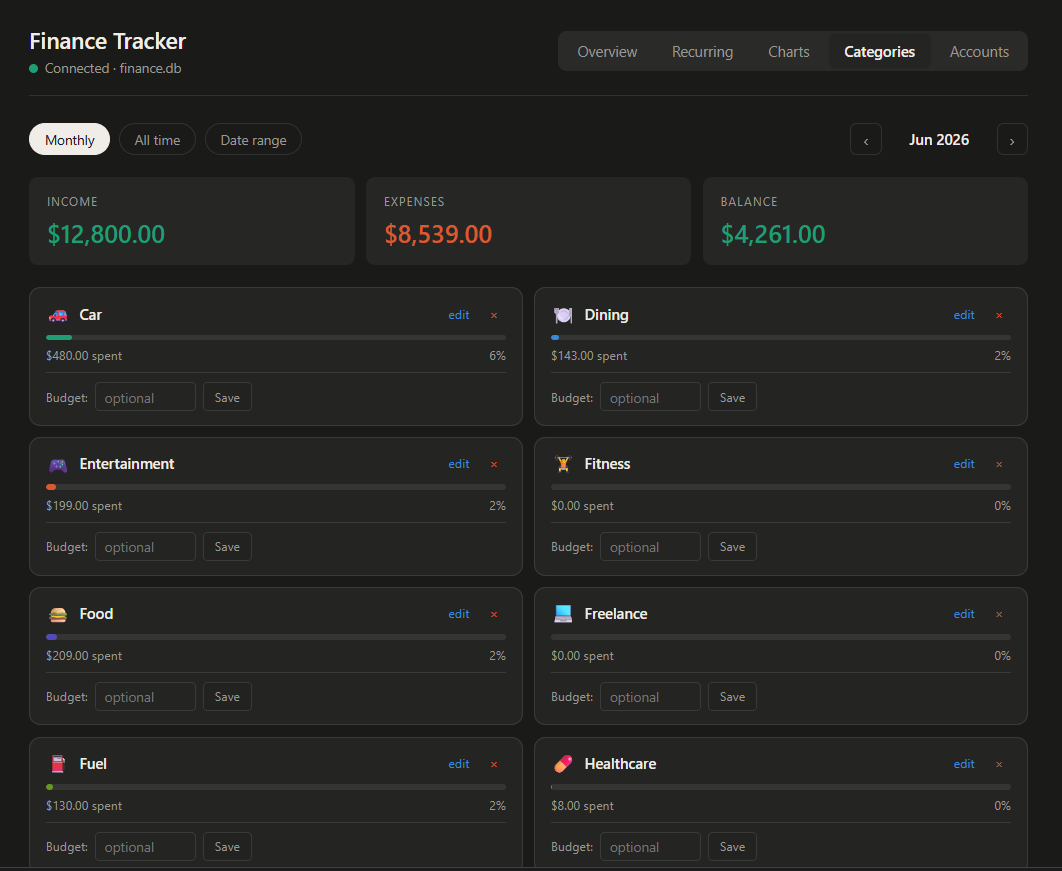 Finance Tracker
Connected · finance.db
Overview Recurring Charts Categories Accounts
Monthly All time Date range ‹ Jun 2026 ›
INCOME EXPENSES BALANCE
$12,800.00 $8,539.00 $4,261.00
Car edit × Dining edit ×
$480.00 spent 6% $143.00 spent 2%
Budget: optional Save Budget: optional Save
Entertainment edit × Fitness edit ×
$199.00 spent 2% $0.00 spent 0%
Budget: optional Save Budget: optional Save
Food edit × Freelance edit ×
$209.00 spent 2% $0.00 spent 0%
Budget: optional Save Budget: optional Save
Fuel edit × Healthcare edit ×
$130.00 spent 2% $8.00 spent 0%
Budget: optional Save Budget: optional Save